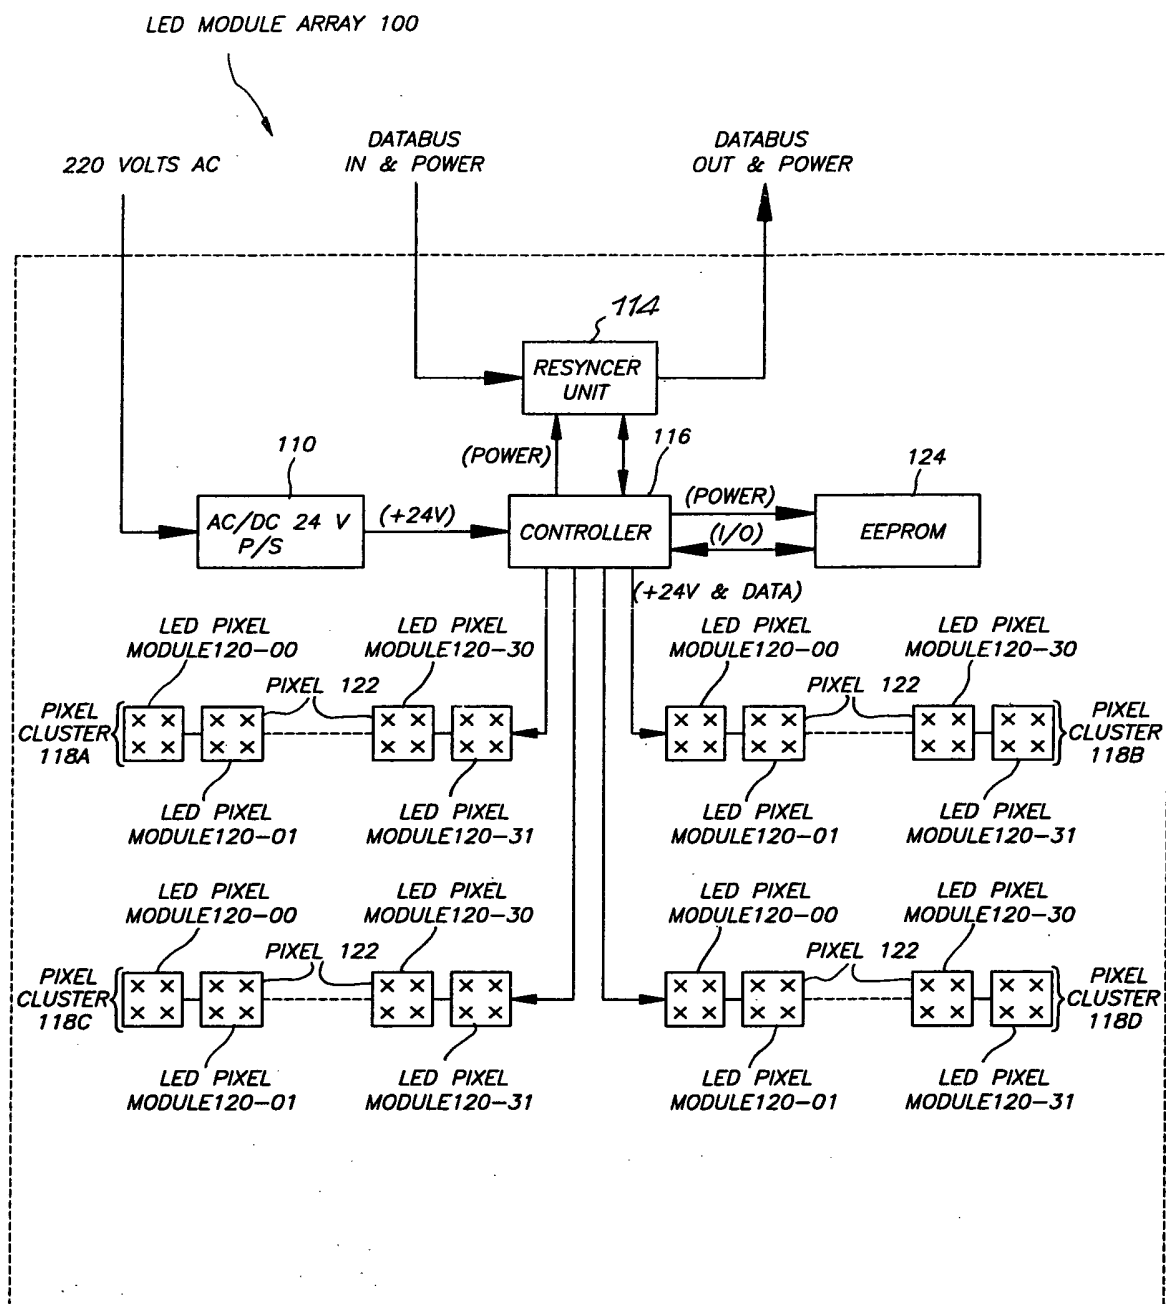 LED MODULE ARRAY 100
220 VOLTS AC
DATABUS
IN & POWER
DATABUS
OUT & POWER
114
RESYNCER
UNIT
(POWER)
116
110
AC/DC 24 V
P/S
(+24V)
CONTROLLER
(POWER)
(I/O)
124
EEPROM
(+24V & DATA)
LED PIXEL
MODULE120-00
LED PIXEL
MODULE120-30
PIXEL 122
PIXEL
CLUSTER
118A
LED PIXEL
MODULE120-01
LED PIXEL
MODULE120-31
LED PIXEL
MODULE120-00
LED PIXEL
MODULE120-30
PIXEL 122
PIXEL
CLUSTER
118B
LED PIXEL
MODULE120-01
LED PIXEL
MODULE120-31
LED PIXEL
MODULE120-00
LED PIXEL
MODULE120-30
PIXEL 122
PIXEL
CLUSTER
118C
LED PIXEL
MODULE120-01
LED PIXEL
MODULE120-31
LED PIXEL
MODULE120-00
LED PIXEL
MODULE120-30
PIXEL 122
PIXEL
CLUSTER
118D
LED PIXEL
MODULE120-01
LED PIXEL
MODULE120-31